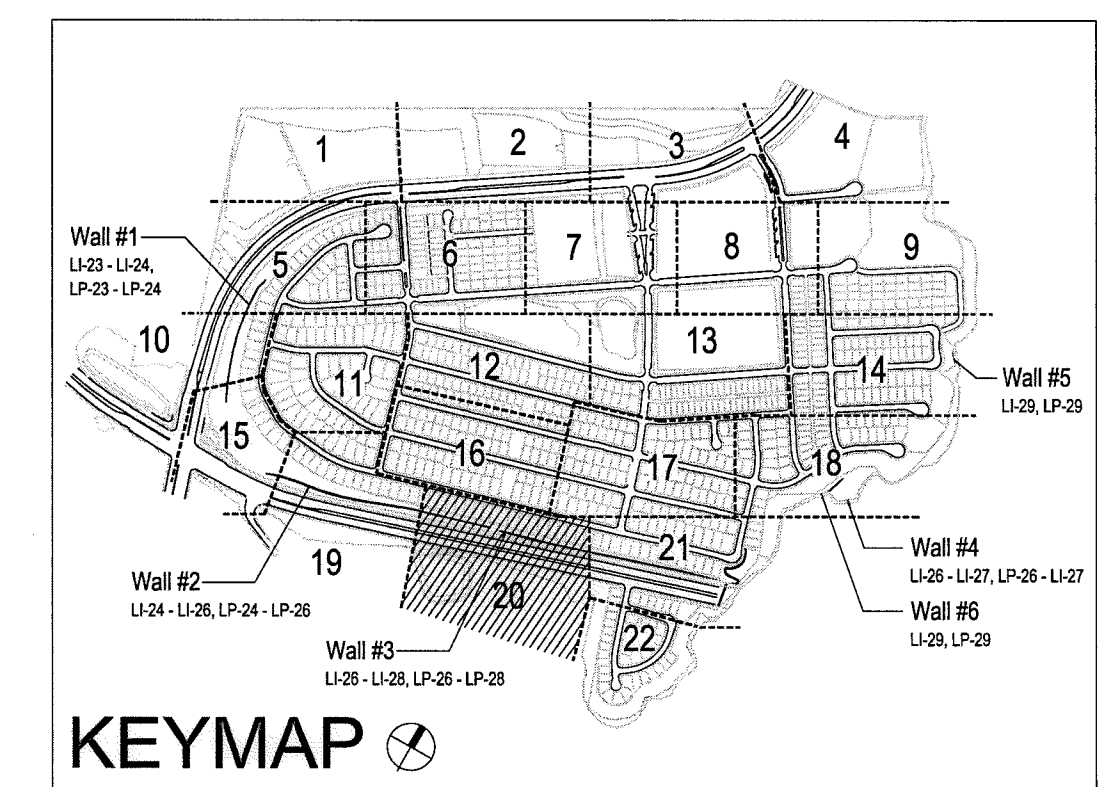 1
2
3
4
Wall #1
LI-23 - LI-24,
LP-23 - LP-24
5
6
7
8
9
10
11
12
13
14
Wall #5
LI-29, LP-29
15
16
17
18
Wall #4
LI-26 - LI-27, LP-26 - LI-27
Wall #6
LI-29, LP-29
19
20
21
Wall #2
LI-24 - LI-26, LP-24 - LP-26
22
Wall #3
LI-26 - LI-28, LP-26 - LP-28
KEYMAP